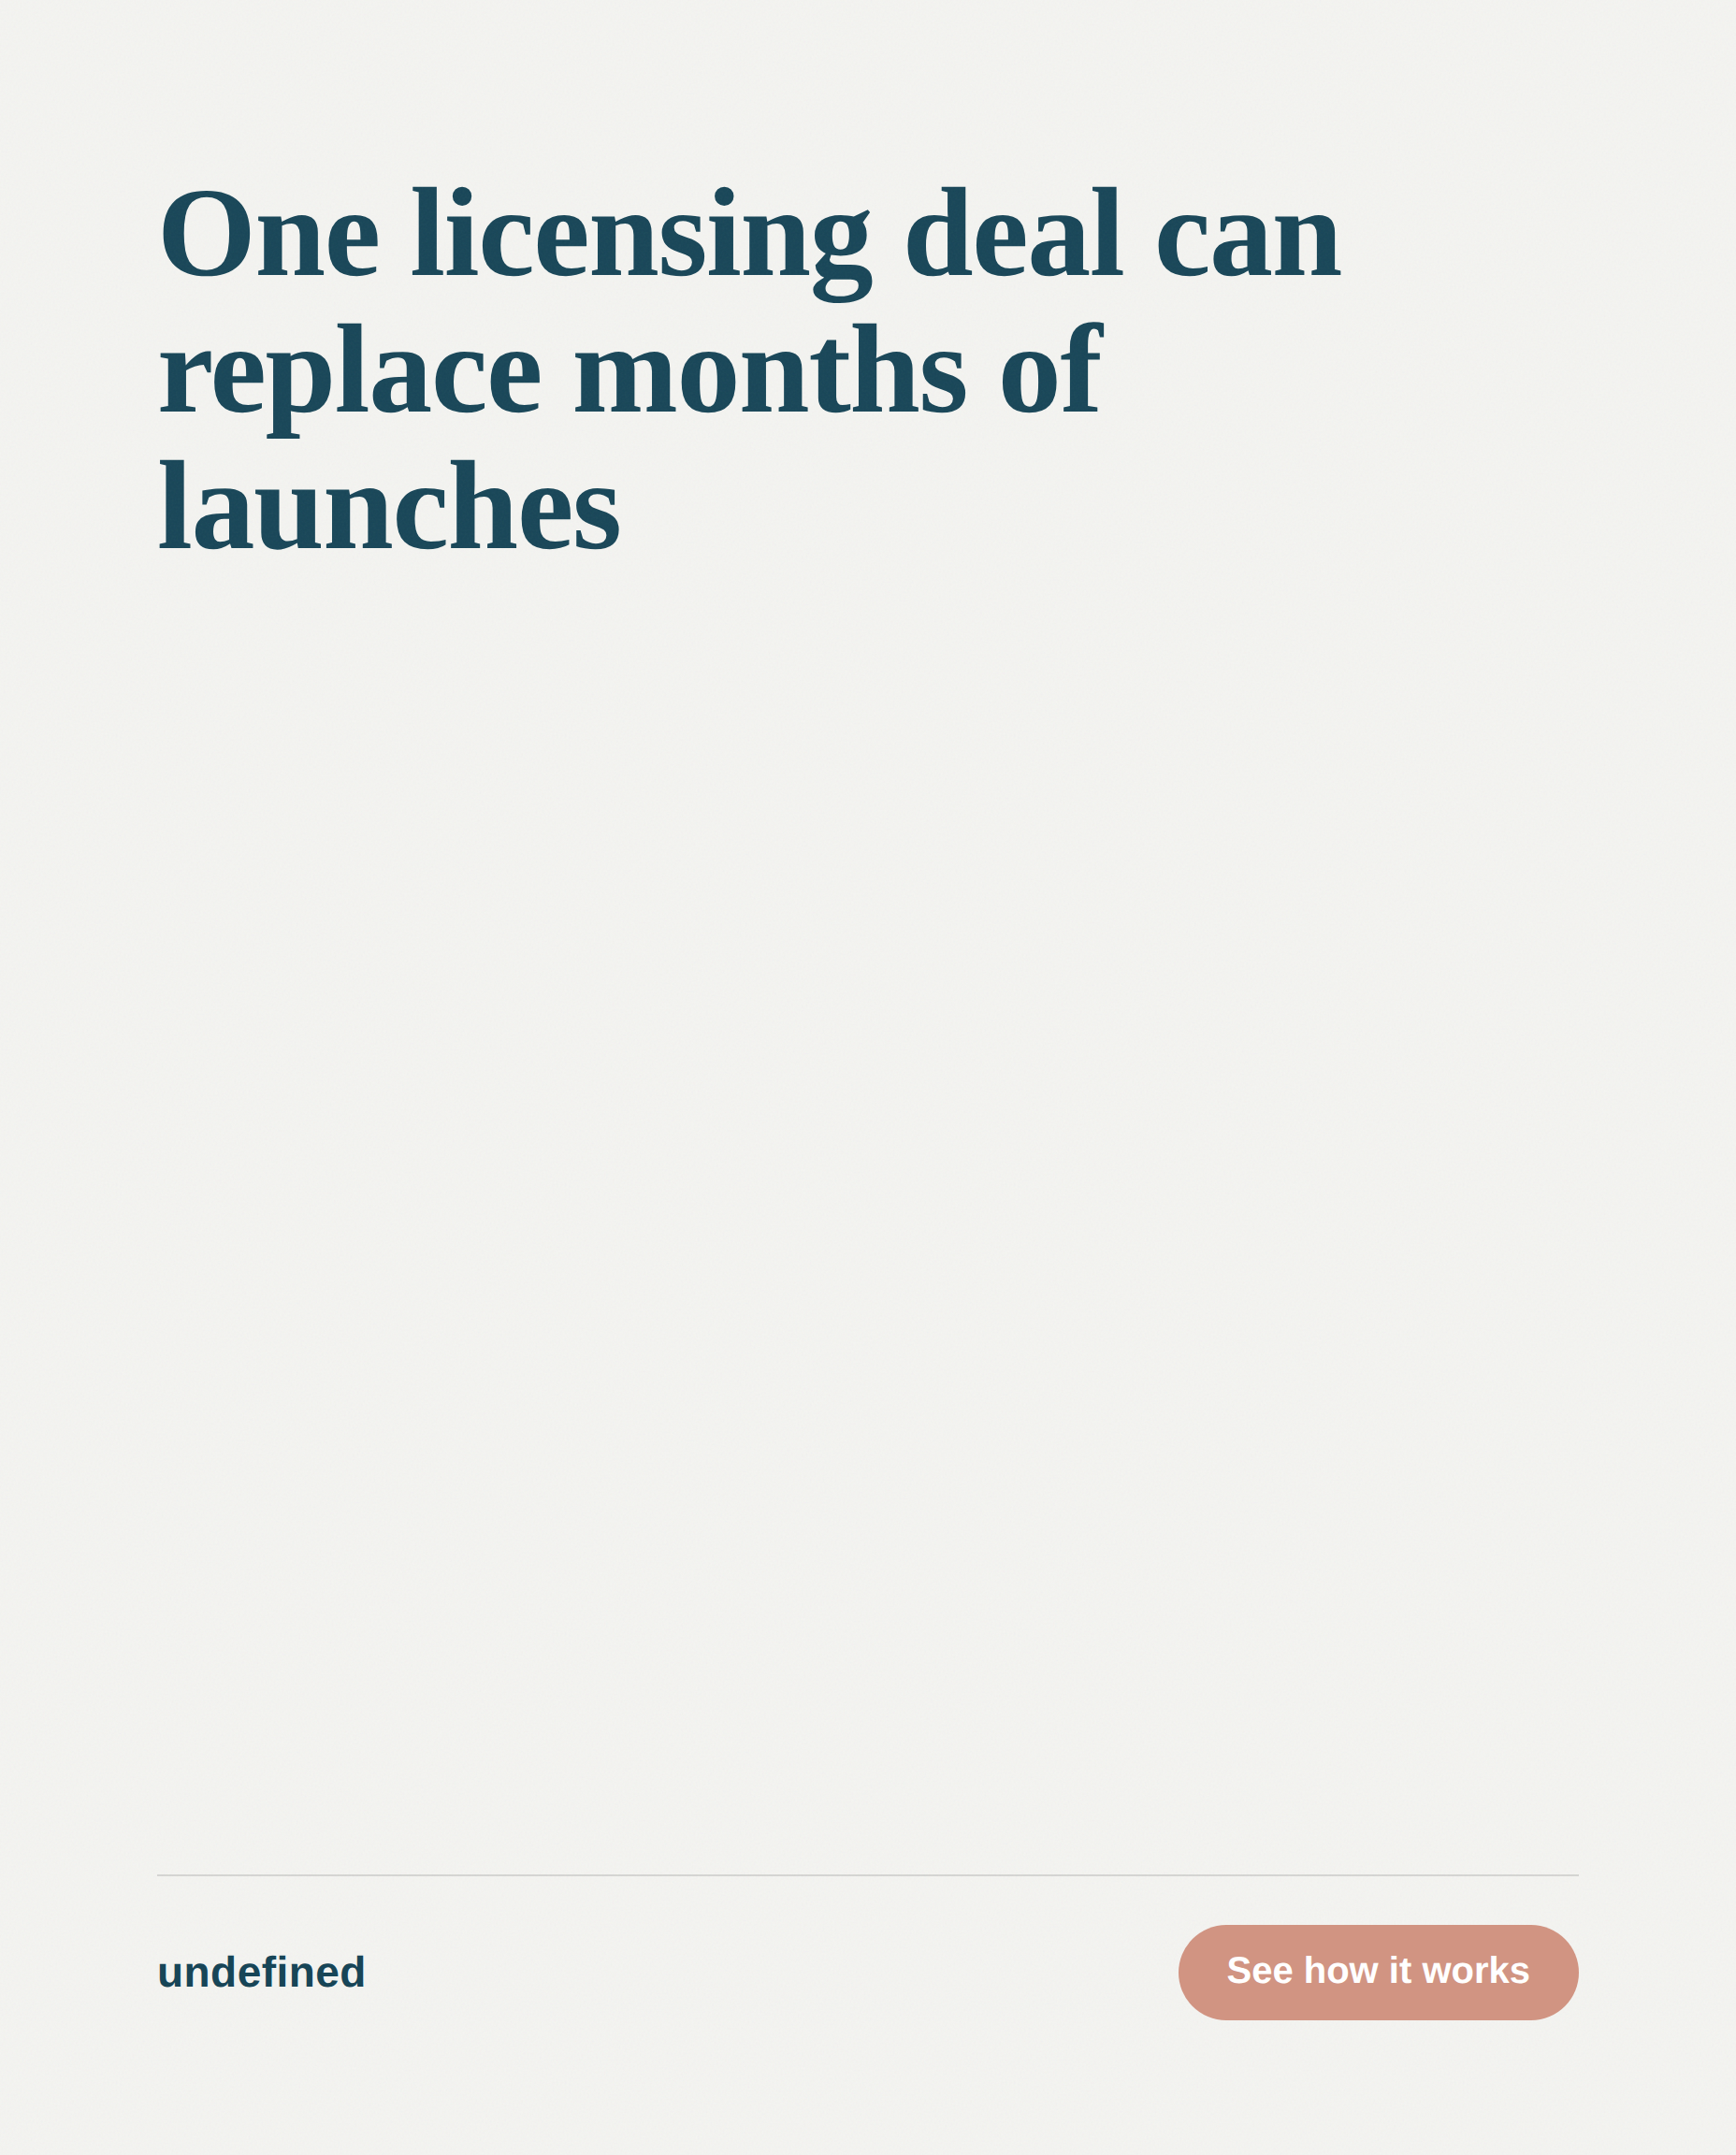 One licensing deal can
replace months of
launches
undefined
See how it works